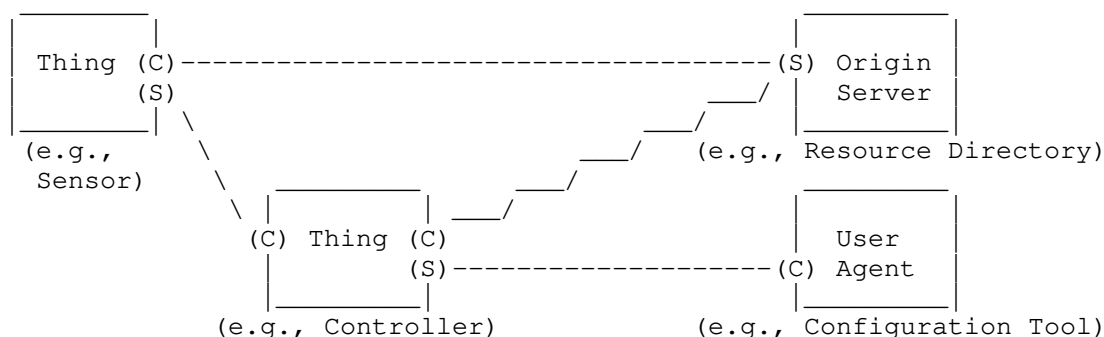 Thing (C) (S) Origin
(S) Server
(e.g., (e.g., Resource Directory)
Sensor)
(C) Thing (C) User
(S) (C) Agent
(e.g., Controller) (e.g., Configuration Tool)